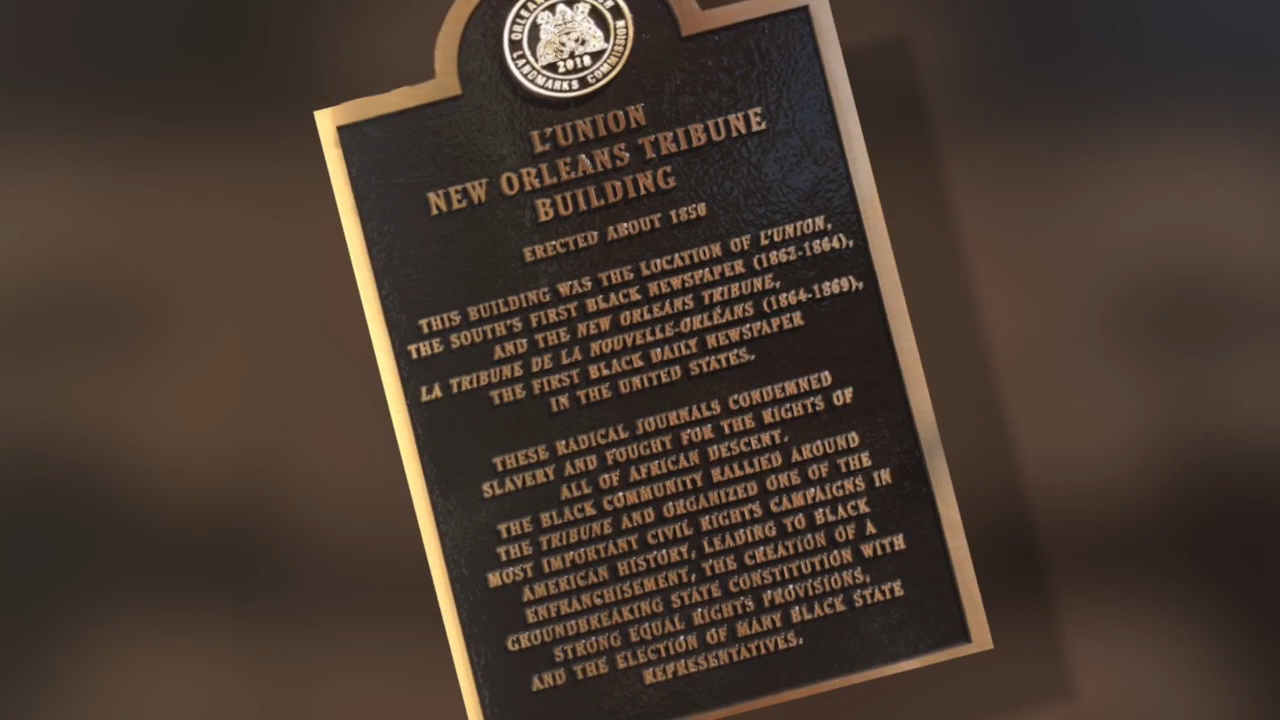 ORLEANS
LANDMARKS COMMISSION
2018
L'UNION
NEW ORLEANS TRIBUNE
BUILDING
ERECTED ABOUT 1850
THIS BUILDING WAS THE LOCATION OF L'UNION,
THE SOUTH'S FIRST BLACK NEWSPAPER (1862-1864),
AND THE NEW ORLEANS TRIBUNE,
LA TRIBUNE DE LA NOUVELLE-ORLÉANS (1864-1869),
THE FIRST BLACK DAILY NEWSPAPER
IN THE UNITED STATES.
THESE RADICAL JOURNALS CONDEMNED
SLAVERY AND FOUGHT FOR THE RIGHTS OF
ALL OF AFRICAN DESCENT.
THE BLACK COMMUNITY RALLIED AROUND
THE TRIBUNE AND ORGANIZED ONE OF THE
MOST IMPORTANT CIVIL RIGHTS CAMPAIGNS IN
AMERICAN HISTORY, LEADING TO BLACK
ENFRANCHISEMENT, THE CREATION OF A
GROUNDBREAKING STATE CONSTITUTION WITH
STRONG EQUAL RIGHTS PROVISIONS,
AND THE ELECTION OF MANY BLACK STATE
REPRESENTATIVES.